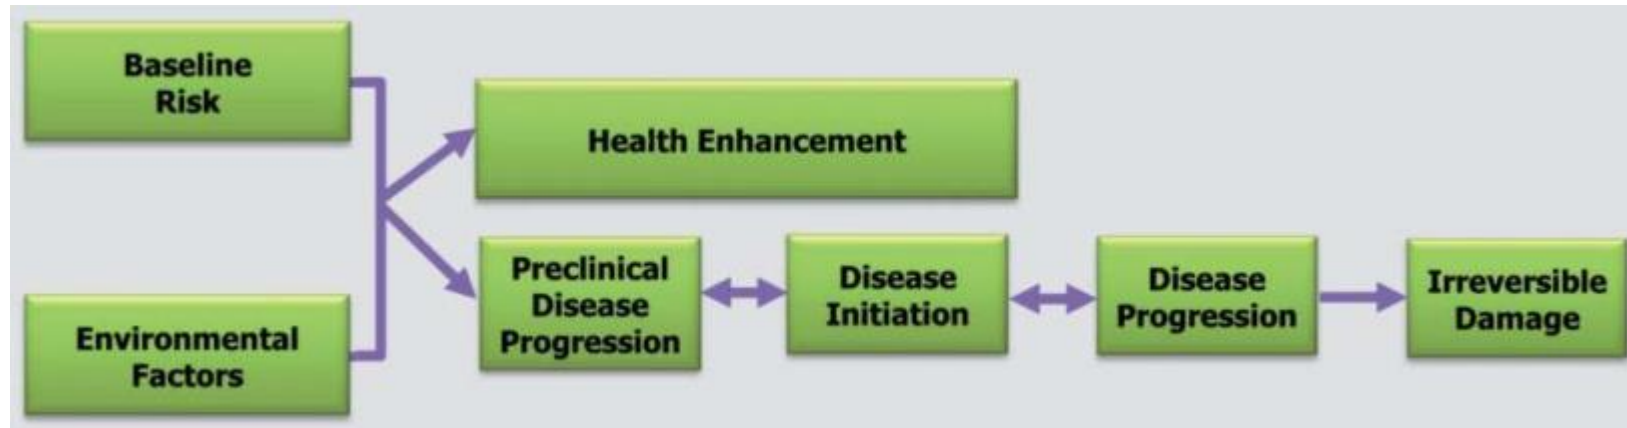 Baseline
Risk
Health Enhancement
Environmental
Factors
Preclinical
Disease
Progression
Disease
Initiation
Disease
Progression
Irreversible
Damage